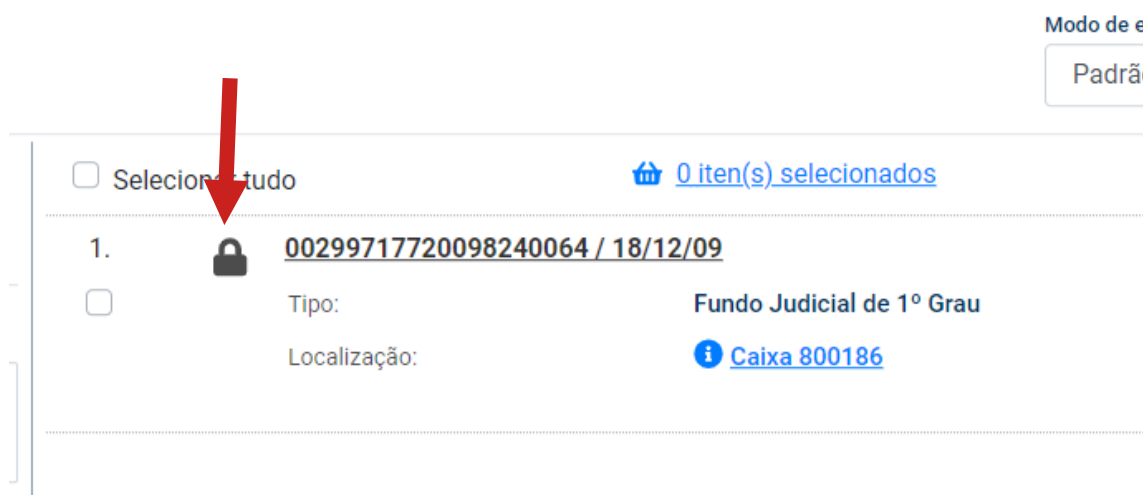 Modo de e
Padrã
Selecionar tudo
0 iten(s) selecionados
1.
00299717720098240064 / 18/12/09
Tipo:
Fundo Judicial de 1º Grau
Localização:
Caixa 800186